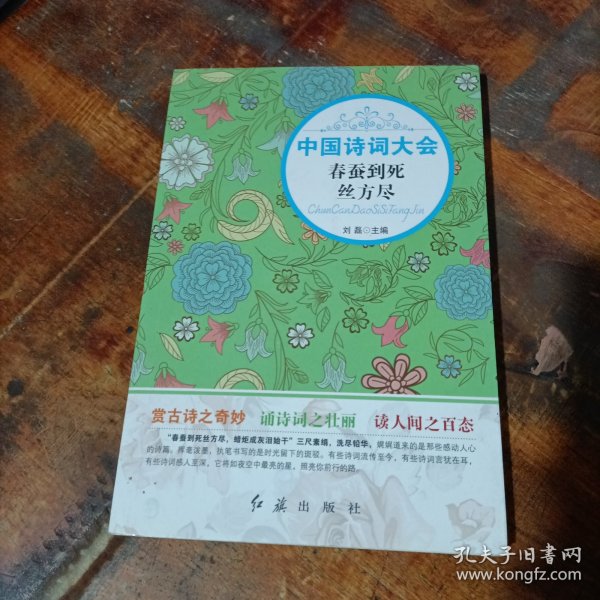 中国诗词大会
春蚕到死
丝方尽
ChunCanDaoSiSiFangJin
刘磊⊙主编
赏古诗之奇妙 诵诗词之壮丽 读人间之百态
“春蚕到死丝方尽，蜡炬成灰泪始干”三尺素绢，洗尽铅华，娓娓道来的是那些感动人心
的诗篇。挥毫泼墨，执笔书写的是时光留下的斑驳。有些诗词流传至今，有些诗词言犹在耳，
有些诗词感人至深，它将如夜空中最亮的星，照亮你前行的路。
红旗出版社
孔夫子旧书网
www.kongfz.com